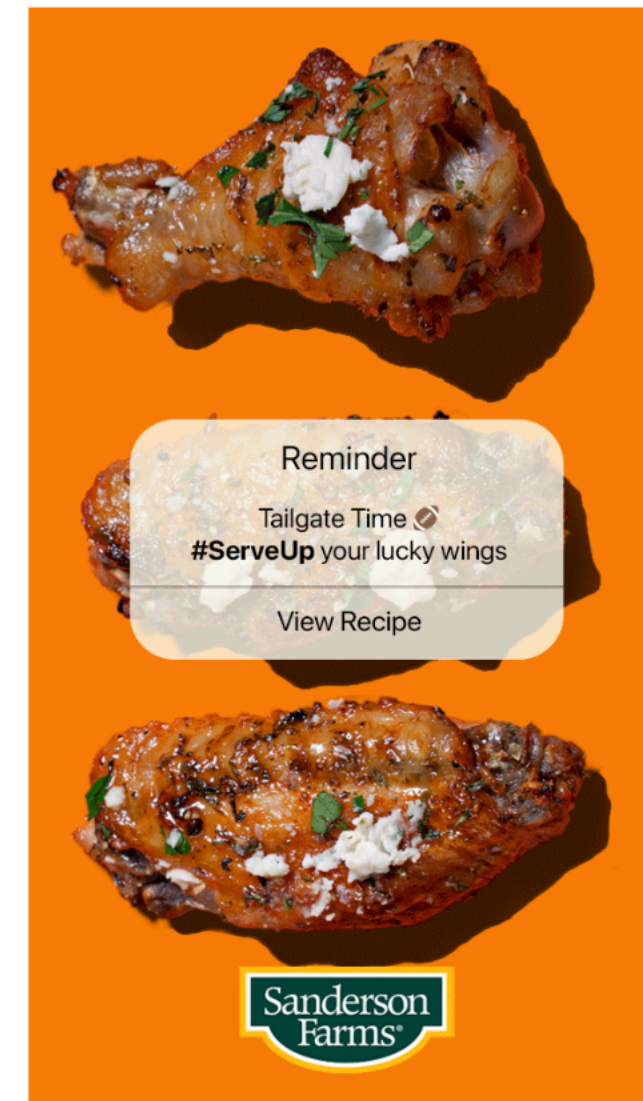 Reminder
Tailgate Time 🏈
#ServeUp your lucky wings
View Recipe
Sanderson
Farms®